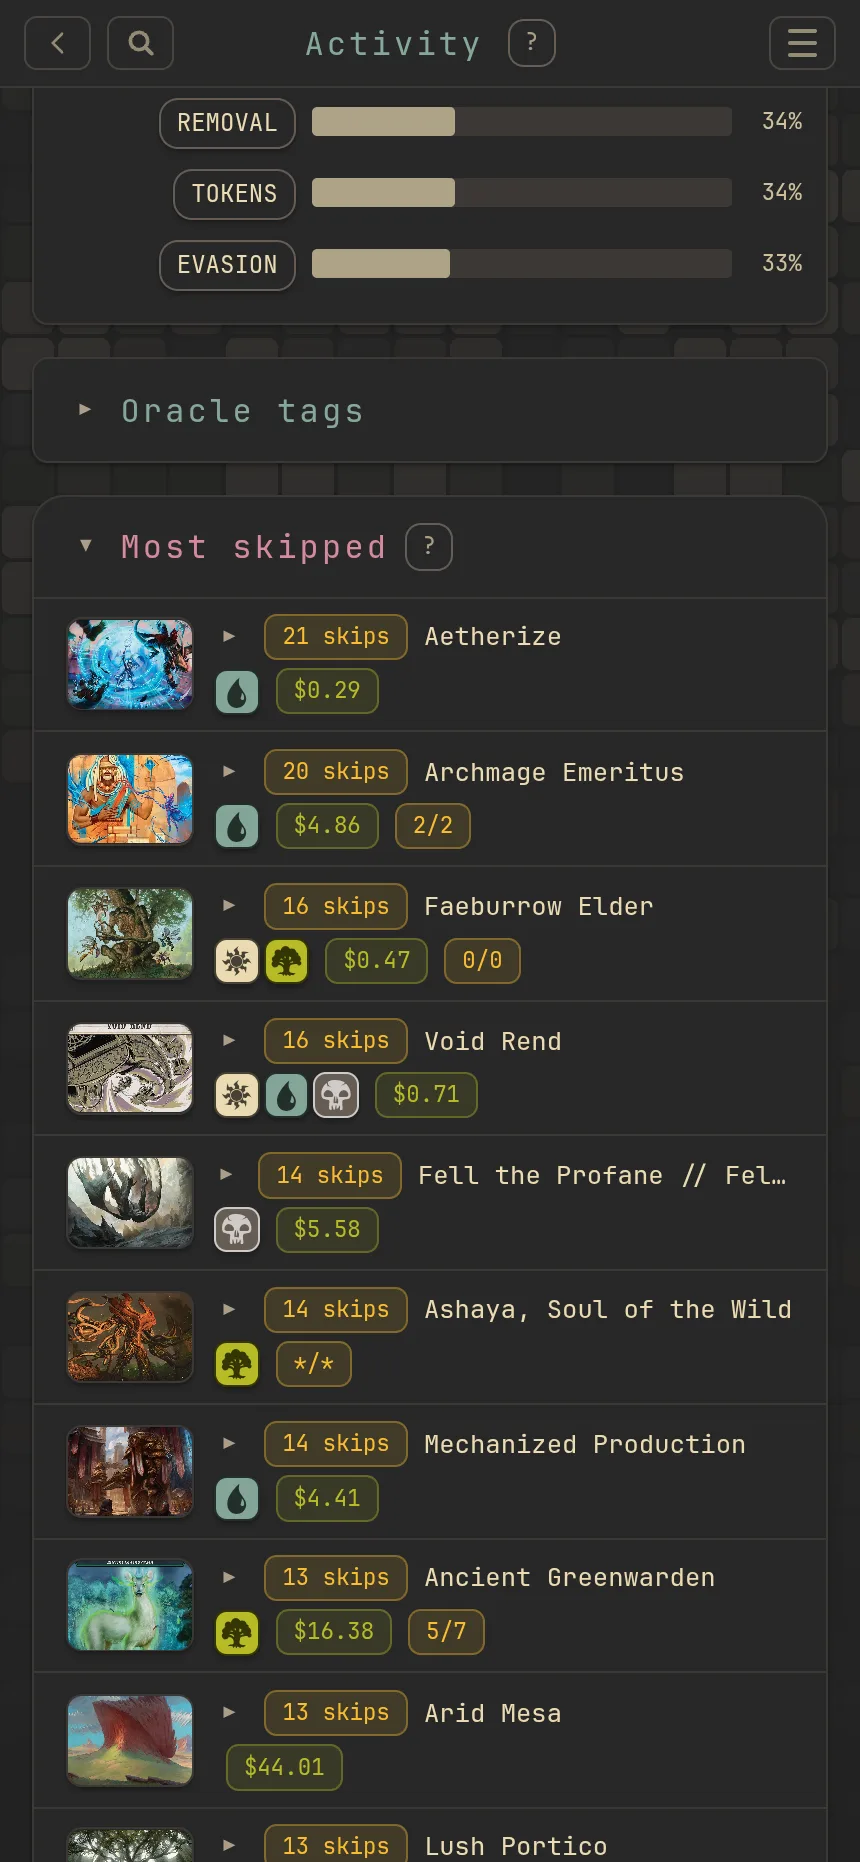 Activity ?
REMOVAL 34%
TOKENS 34%
EVASION 33%
Oracle tags
Most skipped ?
21 skips Aetherize
$0.29
20 skips Archmage Emeritus
$4.86 2/2
16 skips Faeburrow Elder
$0.47 0/0
VOID REND
16 skips Void Rend
$0.71
14 skips Fell the Profane // Fel…
$5.58
14 skips Ashaya, Soul of the Wild
*/*
14 skips Mechanized Production
$4.41
13 skips Ancient Greenwarden
$16.38 5/7
13 skips Arid Mesa
$44.01
13 skips Lush Portico